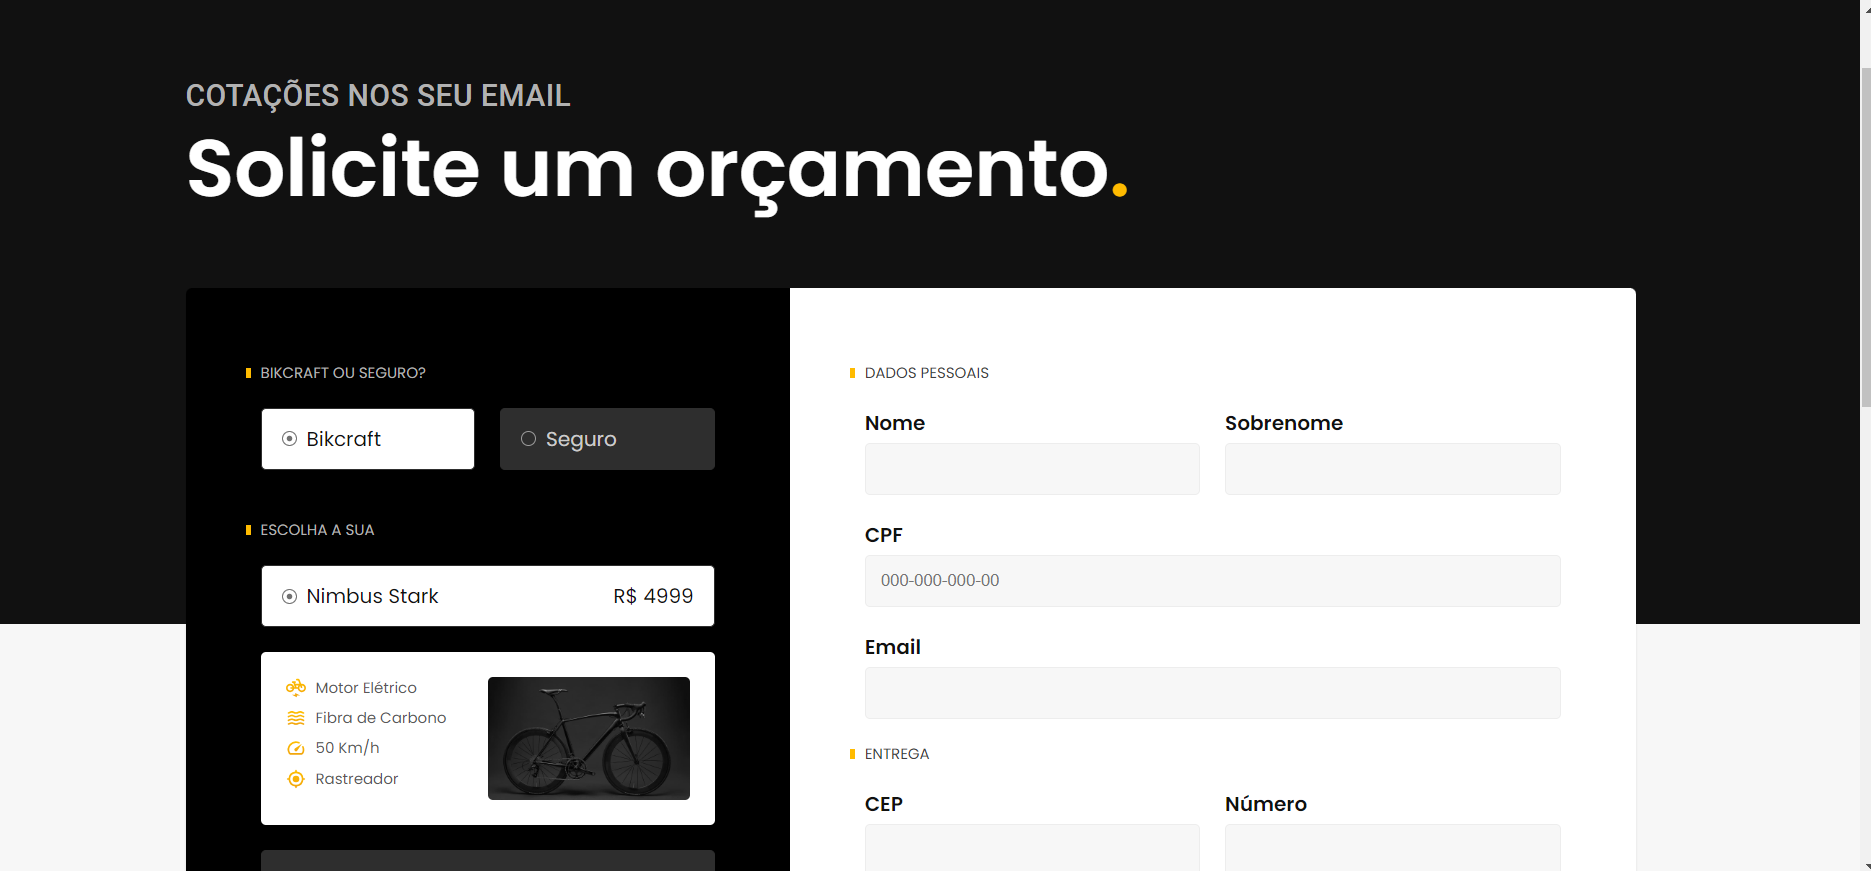 COTAÇÕES NOS SEU EMAIL
Solicite um orçamento.
BIKCRAFT OU SEGURO?
Bikcraft
Seguro
ESCOLHA A SUA
Nimbus Stark R$ 4999
Motor Elétrico
Fibra de Carbono
50 Km/h
Rastreador
DADOS PESSOAIS
Nome
Sobrenome
CPF
000-000-000-00
Email
ENTREGA
CEP
Número